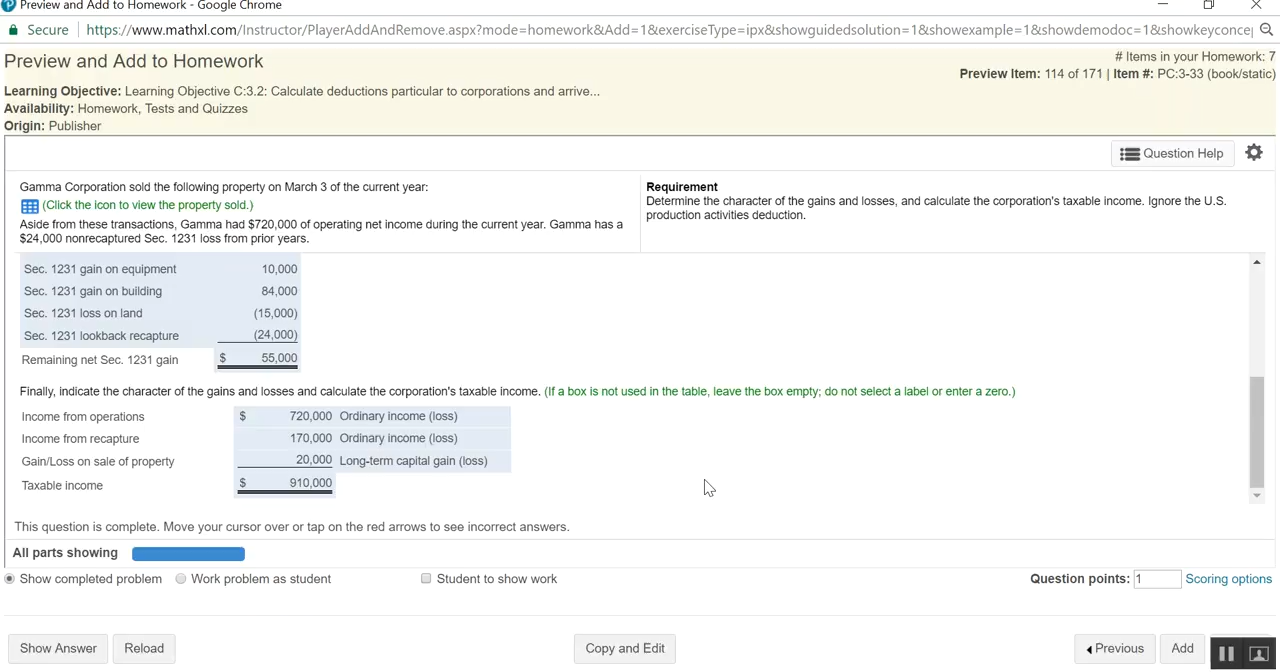 Preview and Add to Homework - Google Chrome
Secure https://www.mathxl.com/Instructor/PlayerAddAndRemove.aspx?mode=homework&Add=1&exerciseType=ipx&showguidedsolution=1&showexample=1&showdemodoc=1&showkeyconce
Preview and Add to Homework
# Items in your Homework: 7
Preview Item: 114 of 171 | Item #: PC:3-33 (book/static)
Learning Objective: Learning Objective C:3.2: Calculate deductions particular to corporations and arrive...
Availability: Homework, Tests and Quizzes
Origin: Publisher
Question Help
Gamma Corporation sold the following property on March 3 of the current year:
(Click the icon to view the property sold.)
Aside from these transactions, Gamma had $720,000 of operating net income during the current year. Gamma has a
$24,000 nonrecaptured Sec. 1231 loss from prior years.
Requirement
Determine the character of the gains and losses, and calculate the corporation's taxable income. Ignore the U.S.
production activities deduction.
Sec. 1231 gain on equipment 10,000
Sec. 1231 gain on building 84,000
Sec. 1231 loss on land (15,000)
Sec. 1231 lookback recapture (24,000)
Remaining net Sec. 1231 gain $ 55,000
Finally, indicate the character of the gains and losses and calculate the corporation's taxable income. (If a box is not used in the table, leave the box empty; do not select a label or enter a zero.)
Income from operations $ 720,000 Ordinary income (loss)
Income from recapture 170,000 Ordinary income (loss)
Gain/Loss on sale of property 20,000 Long-term capital gain (loss)
Taxable income $ 910,000
This question is complete. Move your cursor over or tap on the red arrows to see incorrect answers.
All parts showing
Show completed problem Work problem as student Student to show work Question points: 1 Scoring options
Show Answer Reload Copy and Edit Previous Add